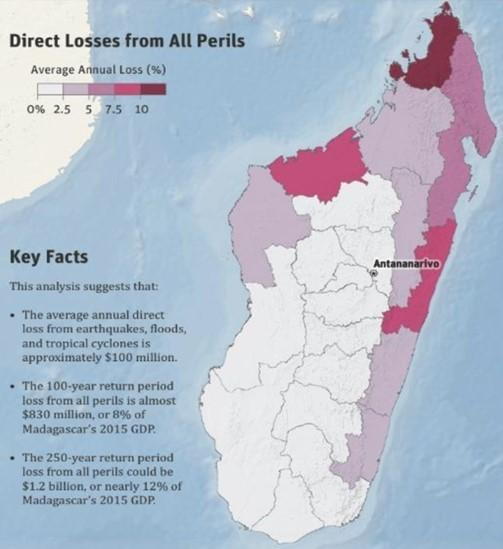 Direct Losses from All Perils
Average Annual Loss (%)
0% 2.5 5 7.5 10
Antananarivo
Key Facts
This analysis suggests that:
• The average annual direct
loss from earthquakes, floods,
and tropical cyclones is
approximately $100 million.
• The 100-year return period
loss from all perils is almost
$830 million, or 8% of
Madagascar's 2015 GDP.
• The 250-year return period
loss from all perils could be
$1.2 billion, or nearly 12% of
Madagascar's 2015 GDP.